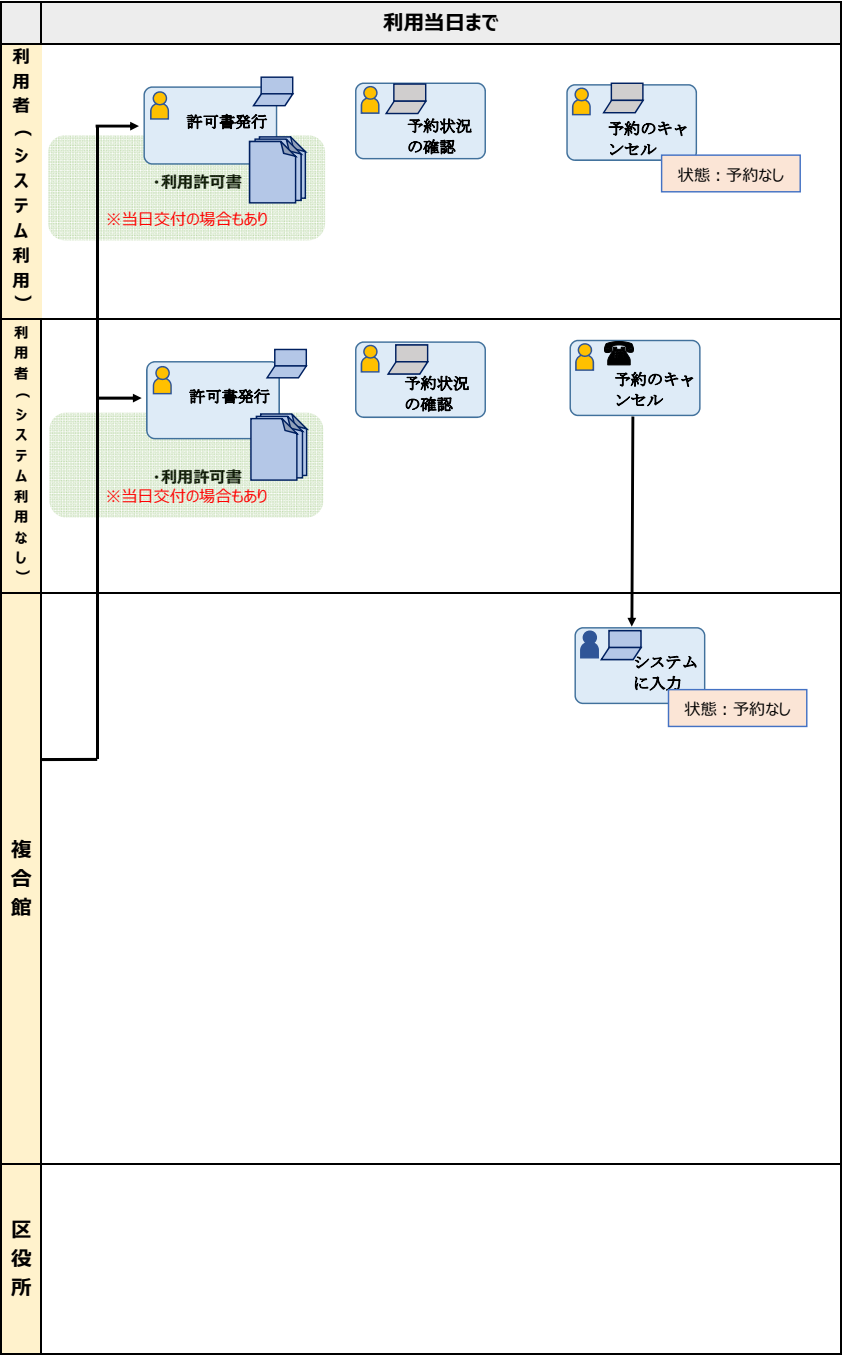 利用当日まで
利用者（システム利用）
許可書発行
・利用許可書
※当日交付の場合もあり
予約状況
の確認
予約のキャ
ンセル
状態：予約なし
利用者（システム利用なし）
許可書発行
・利用許可書
※当日交付の場合もあり
予約状況
の確認
予約のキャ
ンセル
複合館
システム
に入力
状態：予約なし
区役所